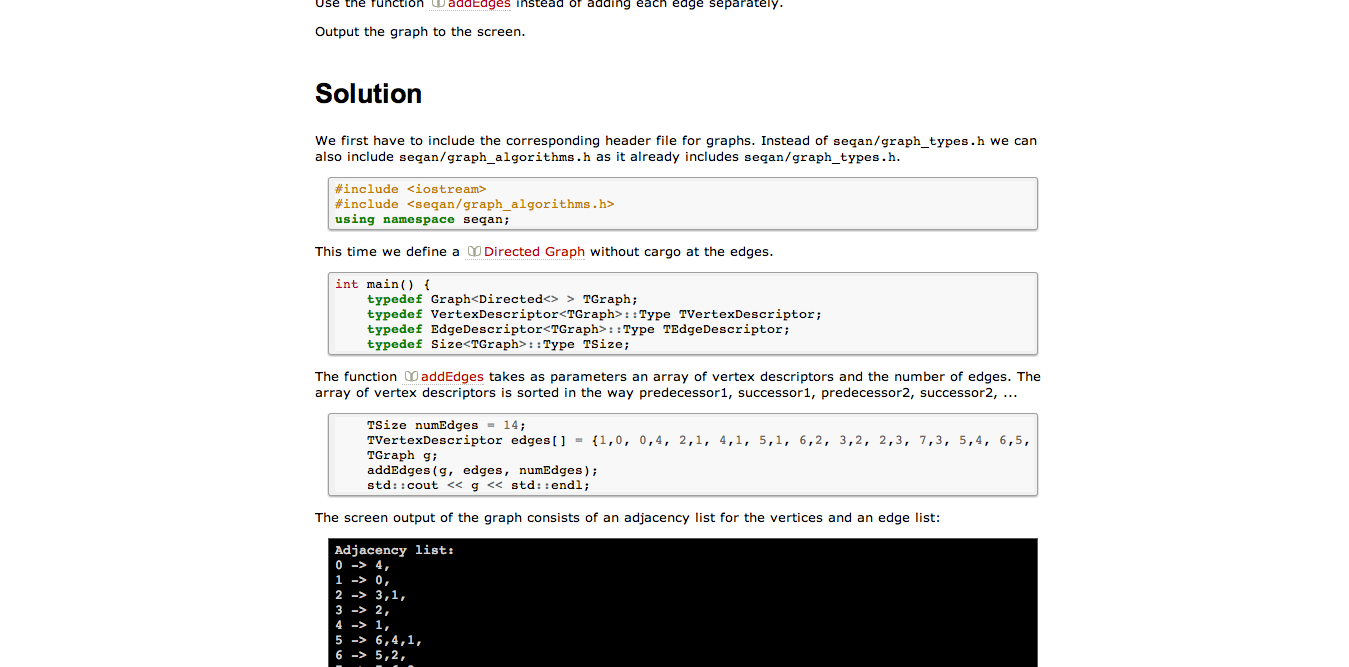 Use the function addEdges instead of adding each edge separately.
Output the graph to the screen.
Solution
We first have to include the corresponding header file for graphs. Instead of seqan/graph_types.h we can
also include seqan/graph_algorithms.h as it already includes seqan/graph_types.h.
#include <iostream>
#include <seqan/graph_algorithms.h>
using namespace seqan;
This time we define a Directed Graph without cargo at the edges.
int main() {
typedef Graph<Directed<> > TGraph;
typedef VertexDescriptor<TGraph>::Type TVertexDescriptor;
typedef EdgeDescriptor<TGraph>::Type TEdgeDescriptor;
typedef Size<TGraph>::Type TSize;
The function addEdges takes as parameters an array of vertex descriptors and the number of edges. The
array of vertex descriptors is sorted in the way predecessor1, successor1, predecessor2, successor2, ...
TSize numEdges = 14;
TVertexDescriptor edges[] = {1,0, 0,4, 2,1, 4,1, 5,1, 6,2, 3,2, 2,3, 7,3, 5,4, 6,5,
TGraph g;
addEdges(g, edges, numEdges);
std::cout << g << std::endl;
The screen output of the graph consists of an adjacency list for the vertices and an edge list:
Adjacency list:
0 -> 4,
1 -> 0,
2 -> 3,1,
3 -> 2,
4 -> 1,
5 -> 6,4,1,
6 -> 5,2,